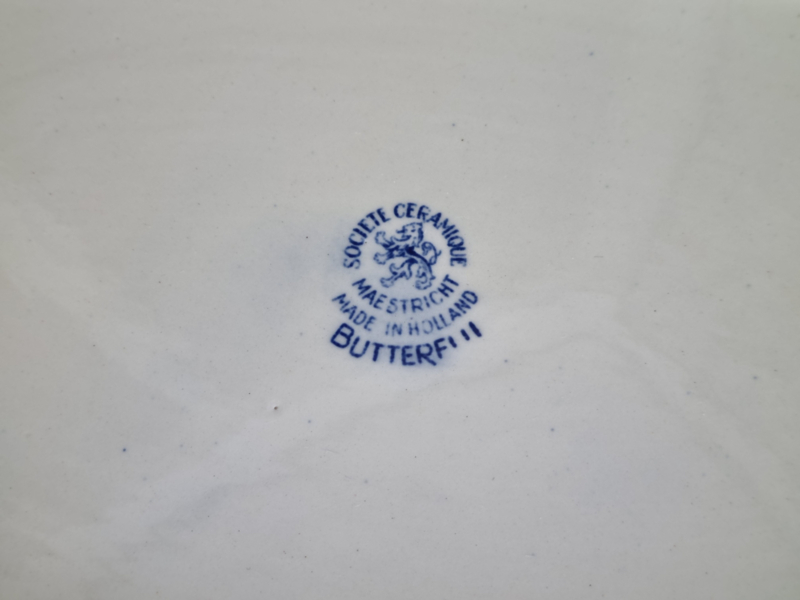 SOCIETE CERAMIQUE
MAESTRICHT
MADE IN HOLLAND